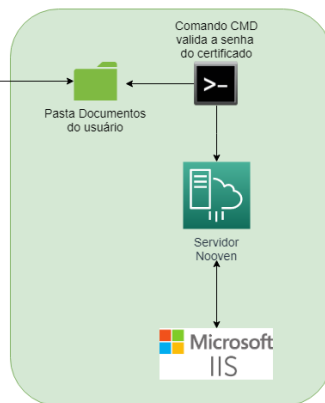 Comando CMD
valida a senha
do certificado
>-
Pasta Documentos
do usuário
Servidor
Nooven
Microsoft
IIS